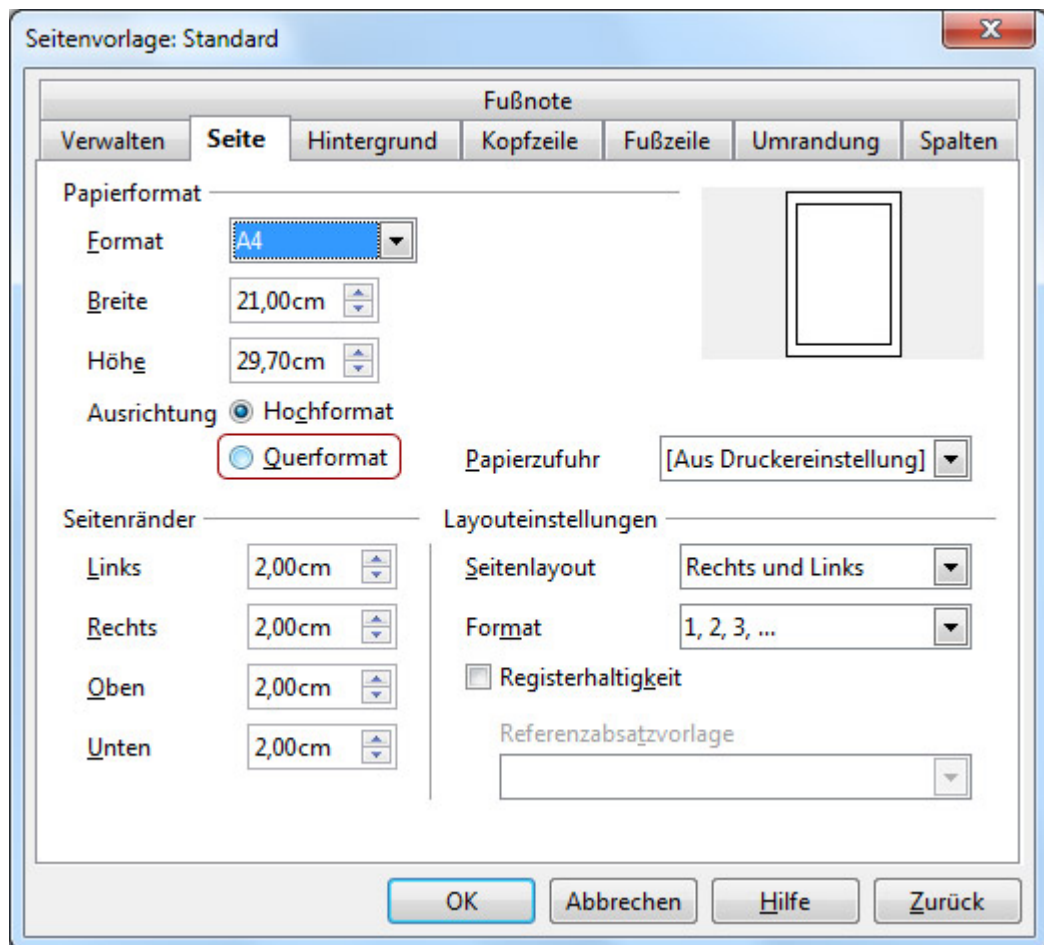 Seitenvorlage: Standard
Fußnote
Verwalten Seite Hintergrund Kopfzeile Fußzeile Umrandung Spalten
Papierformat
Format A4
Breite 21,00cm
Höhe 29,70cm
Ausrichtung Hochformat
Querformat Papierzufuhr [Aus Druckereinstellung]
Seitenränder Layouteinstellungen
Links 2,00cm Seitenlayout Rechts und Links
Rechts 2,00cm Format 1, 2, 3, ...
Oben 2,00cm Registerhaltigkeit
Referenzabsatzvorlage
Unten 2,00cm
OK Abbrechen Hilfe Zurück